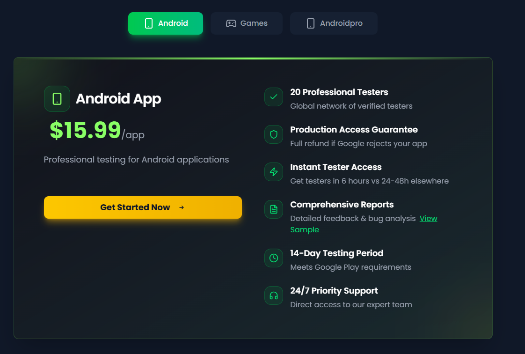 Android
Games
Androidpro
Android App
$15.99/app
Professional testing for Android applications
Get Started Now →
20 Professional Testers
Global network of verified testers
Production Access Guarantee
Full refund if Google rejects your app
Instant Tester Access
Get testers in 6 hours vs 24-48h elsewhere
Comprehensive Reports
Detailed feedback & bug analysis View
Sample
14-Day Testing Period
Meets Google Play requirements
24/7 Priority Support
Direct access to our expert team